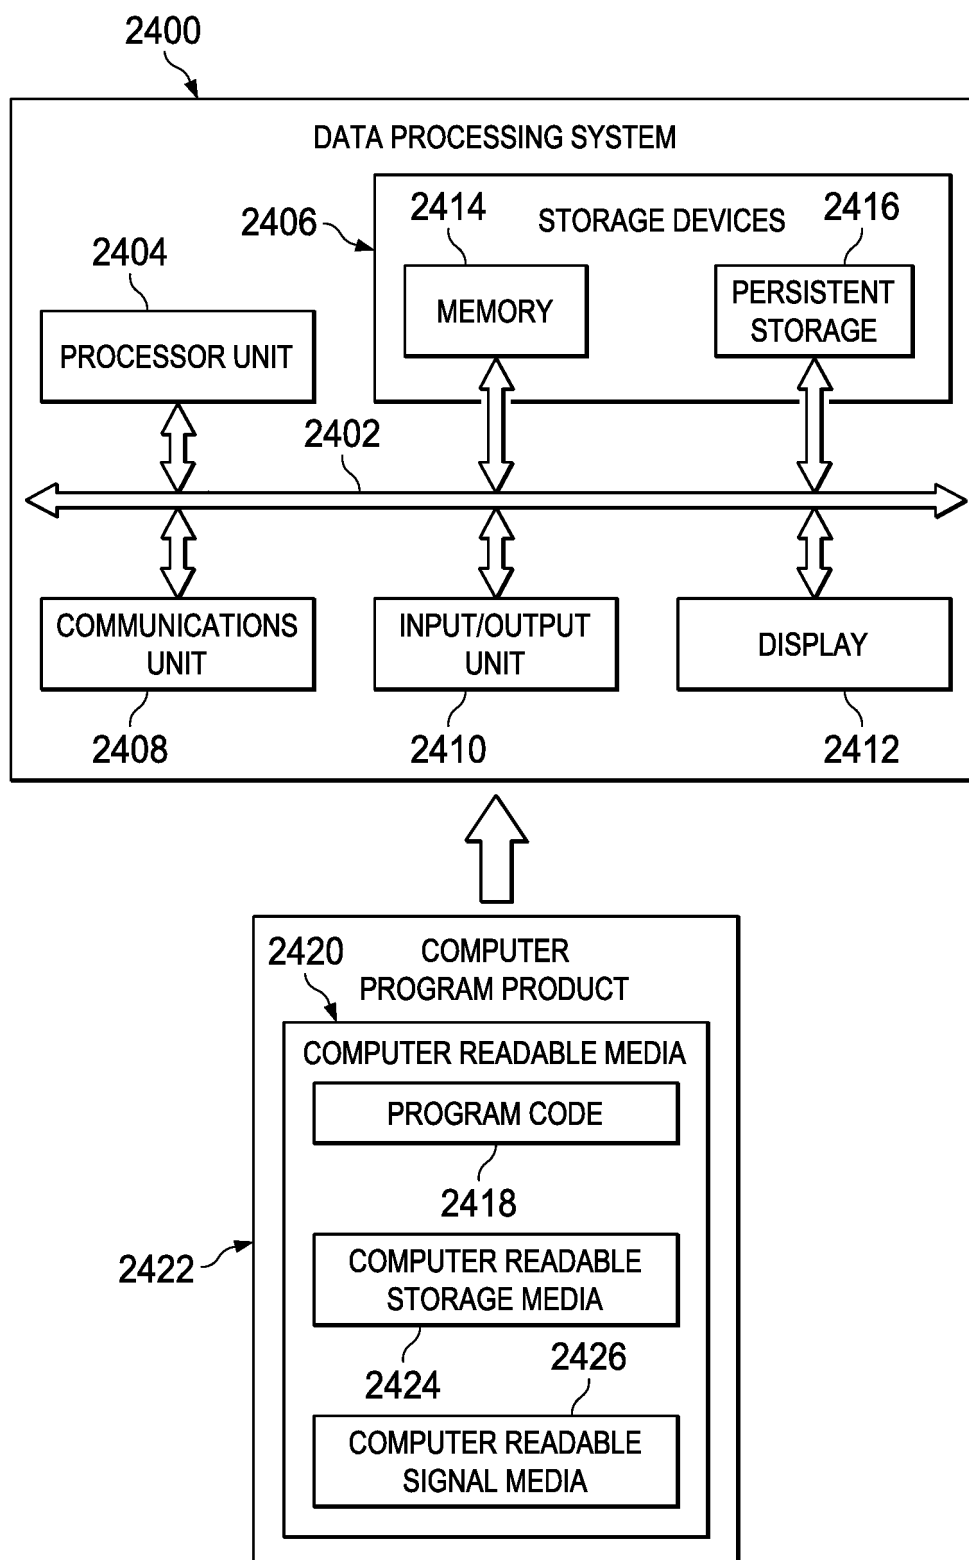 2400
DATA PROCESSING SYSTEM
2406
2414
STORAGE DEVICES
2416
2404
MEMORY
PERSISTENT
STORAGE
PROCESSOR UNIT
2402
COMMUNICATIONS
UNIT
INPUT/OUTPUT
UNIT
DISPLAY
2408
2410
2412
COMPUTER
PROGRAM PRODUCT
2420
COMPUTER READABLE MEDIA
PROGRAM CODE
2418
2422
COMPUTER READABLE
STORAGE MEDIA
2424
2426
COMPUTER READABLE
SIGNAL MEDIA